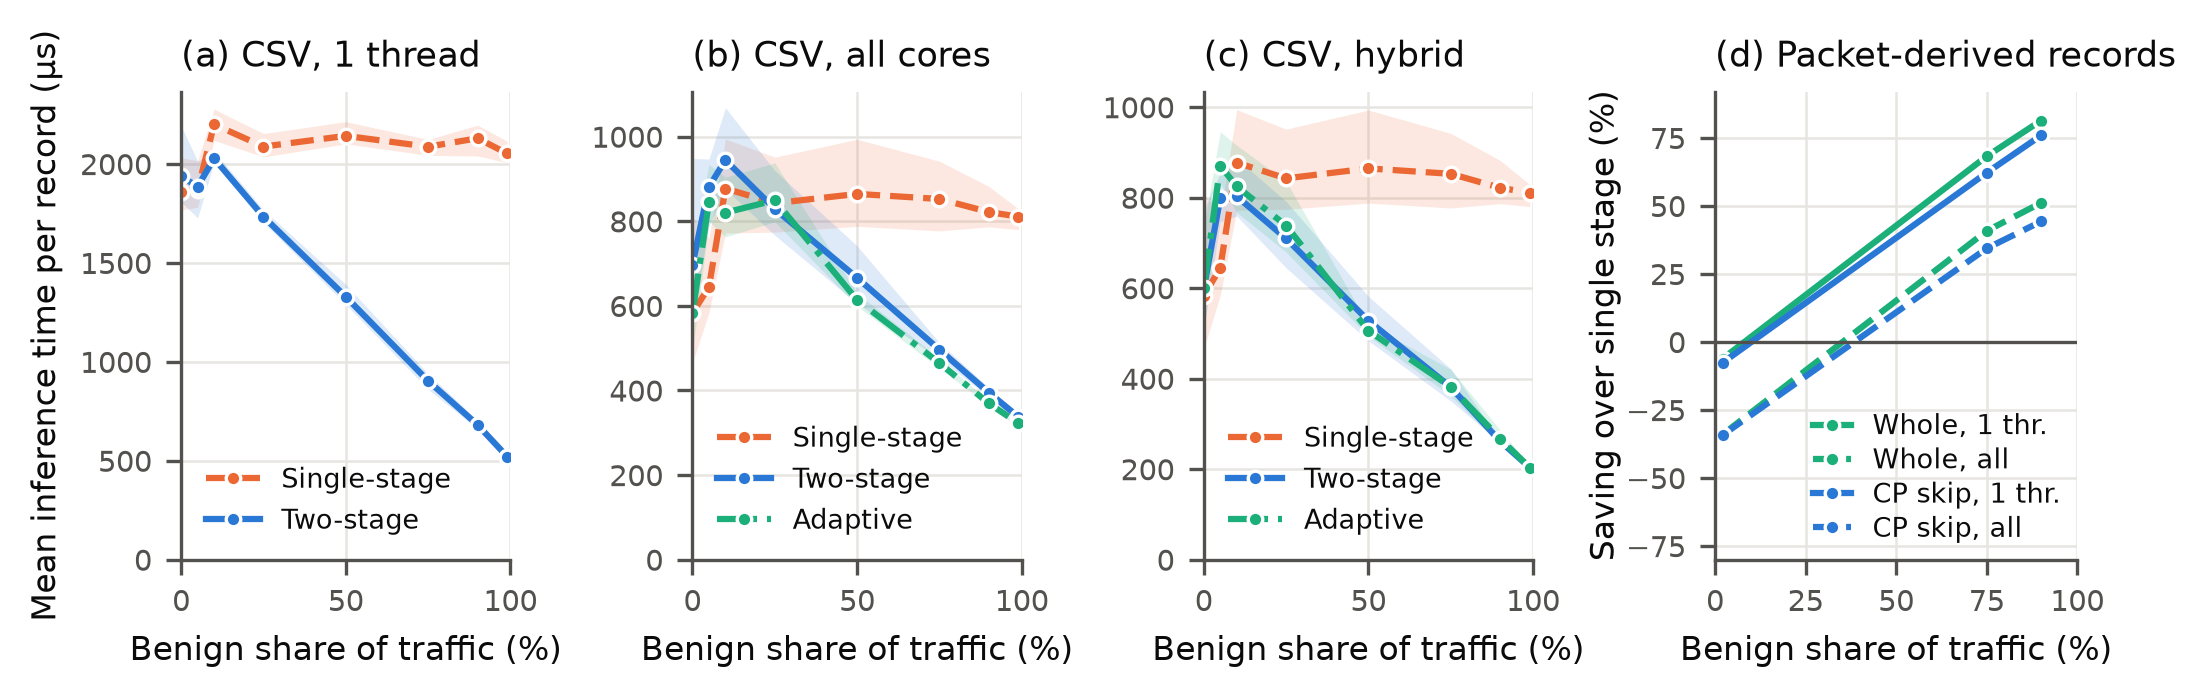 (a) CSV, 1 thread
Mean inference time per record (µs)
2000
1500
1000
500
0
Single-stage
Two-stage
0 50 100
Benign share of traffic (%)
(b) CSV, all cores
1000
800
600
400
200
0
Single-stage
Two-stage
Adaptive
0 50 100
Benign share of traffic (%)
(c) CSV, hybrid
1000
800
600
400
200
0
Single-stage
Two-stage
Adaptive
0 50 100
Benign share of traffic (%)
(d) Packet-derived records
Saving over single stage (%)
75
50
25
0
−25
−50
−75
Whole, 1 thr.
Whole, all
CP skip, 1 thr.
CP skip, all
0 25 50 75 100
Benign share of traffic (%)